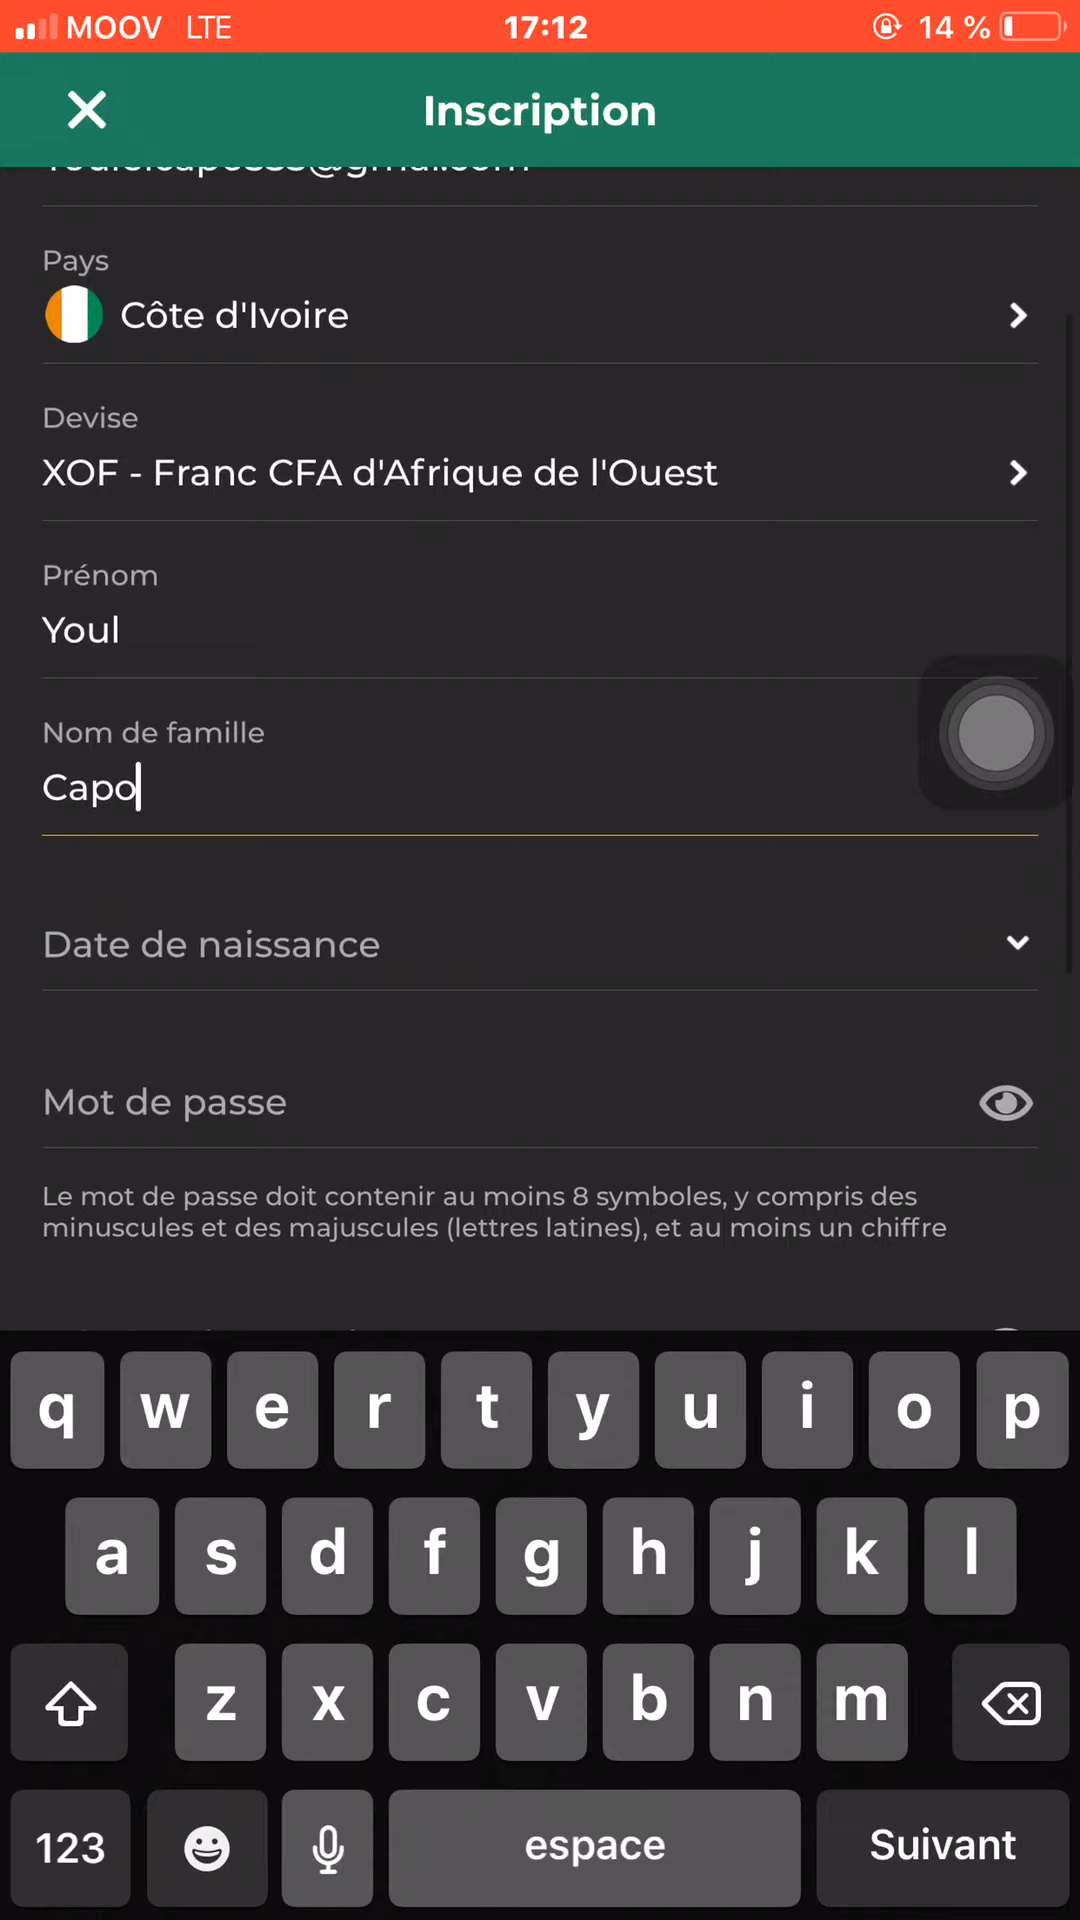 MOOV LTE 17:12 14 %
Inscription
Pays
Côte d'Ivoire
Devise
XOF - Franc CFA d'Afrique de l'Ouest
Prénom
Youl
Nom de famille
Capo
Date de naissance
Mot de passe
Le mot de passe doit contenir au moins 8 symboles, y compris des
minuscules et des majuscules (lettres latines), et au moins un chiffre
q w e r t y u i o p
a s d f g h j k l
z x c v b n m
123 espace Suivant